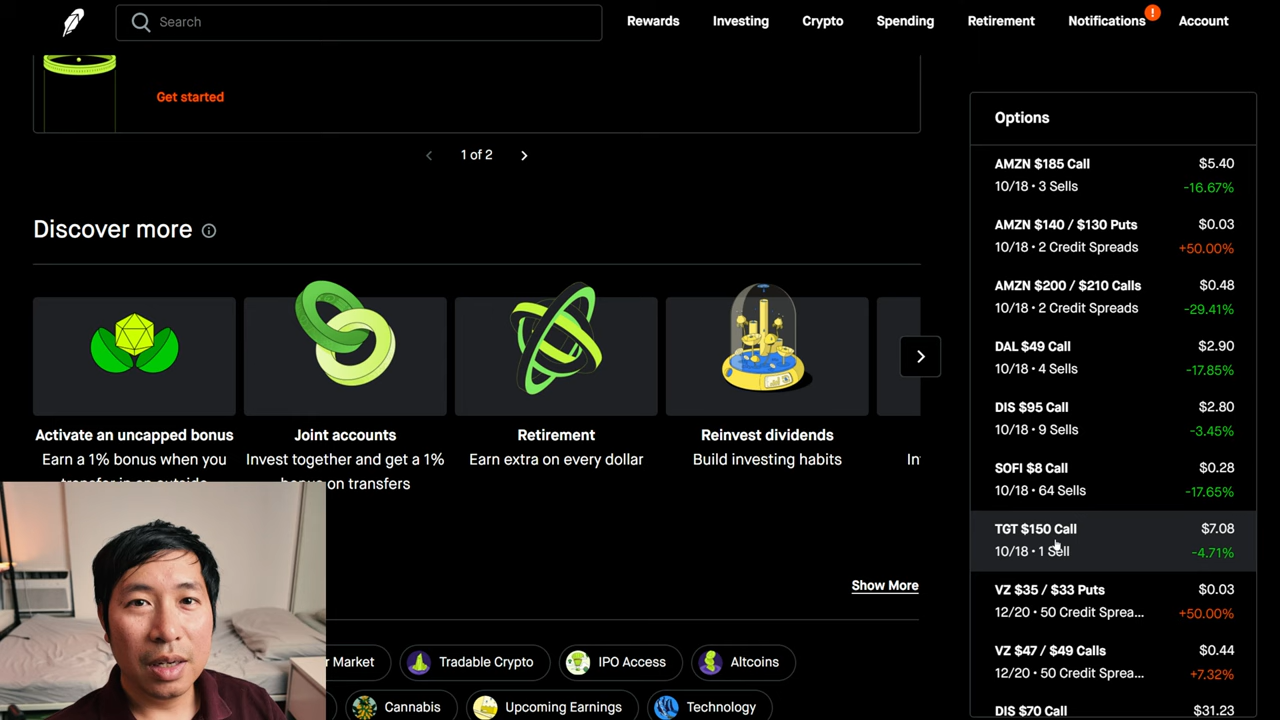 Search
Rewards
Investing
Crypto
Spending
Retirement
Notifications
!
Account
Get started
1 of 2
Discover more
Activate an uncapped bonus
Earn a 1% bonus when you
Joint accounts
Invest together and get a 1%
bonus on transfers
Retirement
Earn extra on every dollar
Reinvest dividends
Build investing habits
In
Show More
r Market
Tradable Crypto
IPO Access
Altcoins
Cannabis
Upcoming Earnings
Technology
Options
AMZN $185 Call $5.40
10/18 • 3 Sells -16.67%
AMZN $140 / $130 Puts $0.03
10/18 • 2 Credit Spreads +50.00%
AMZN $200 / $210 Calls $0.48
10/18 • 2 Credit Spreads -29.41%
DAL $49 Call $2.90
10/18 • 4 Sells -17.85%
DIS $95 Call $2.80
10/18 • 9 Sells -3.45%
SOFI $8 Call $0.28
10/18 • 64 Sells -17.65%
TGT $150 Call $7.08
10/18 • 1 Sell -4.71%
VZ $35 / $33 Puts $0.03
12/20 • 50 Credit Sprea... +50.00%
VZ $47 / $49 Calls $0.44
12/20 • 50 Credit Sprea... +7.32%
DIS $70 Call $31.23